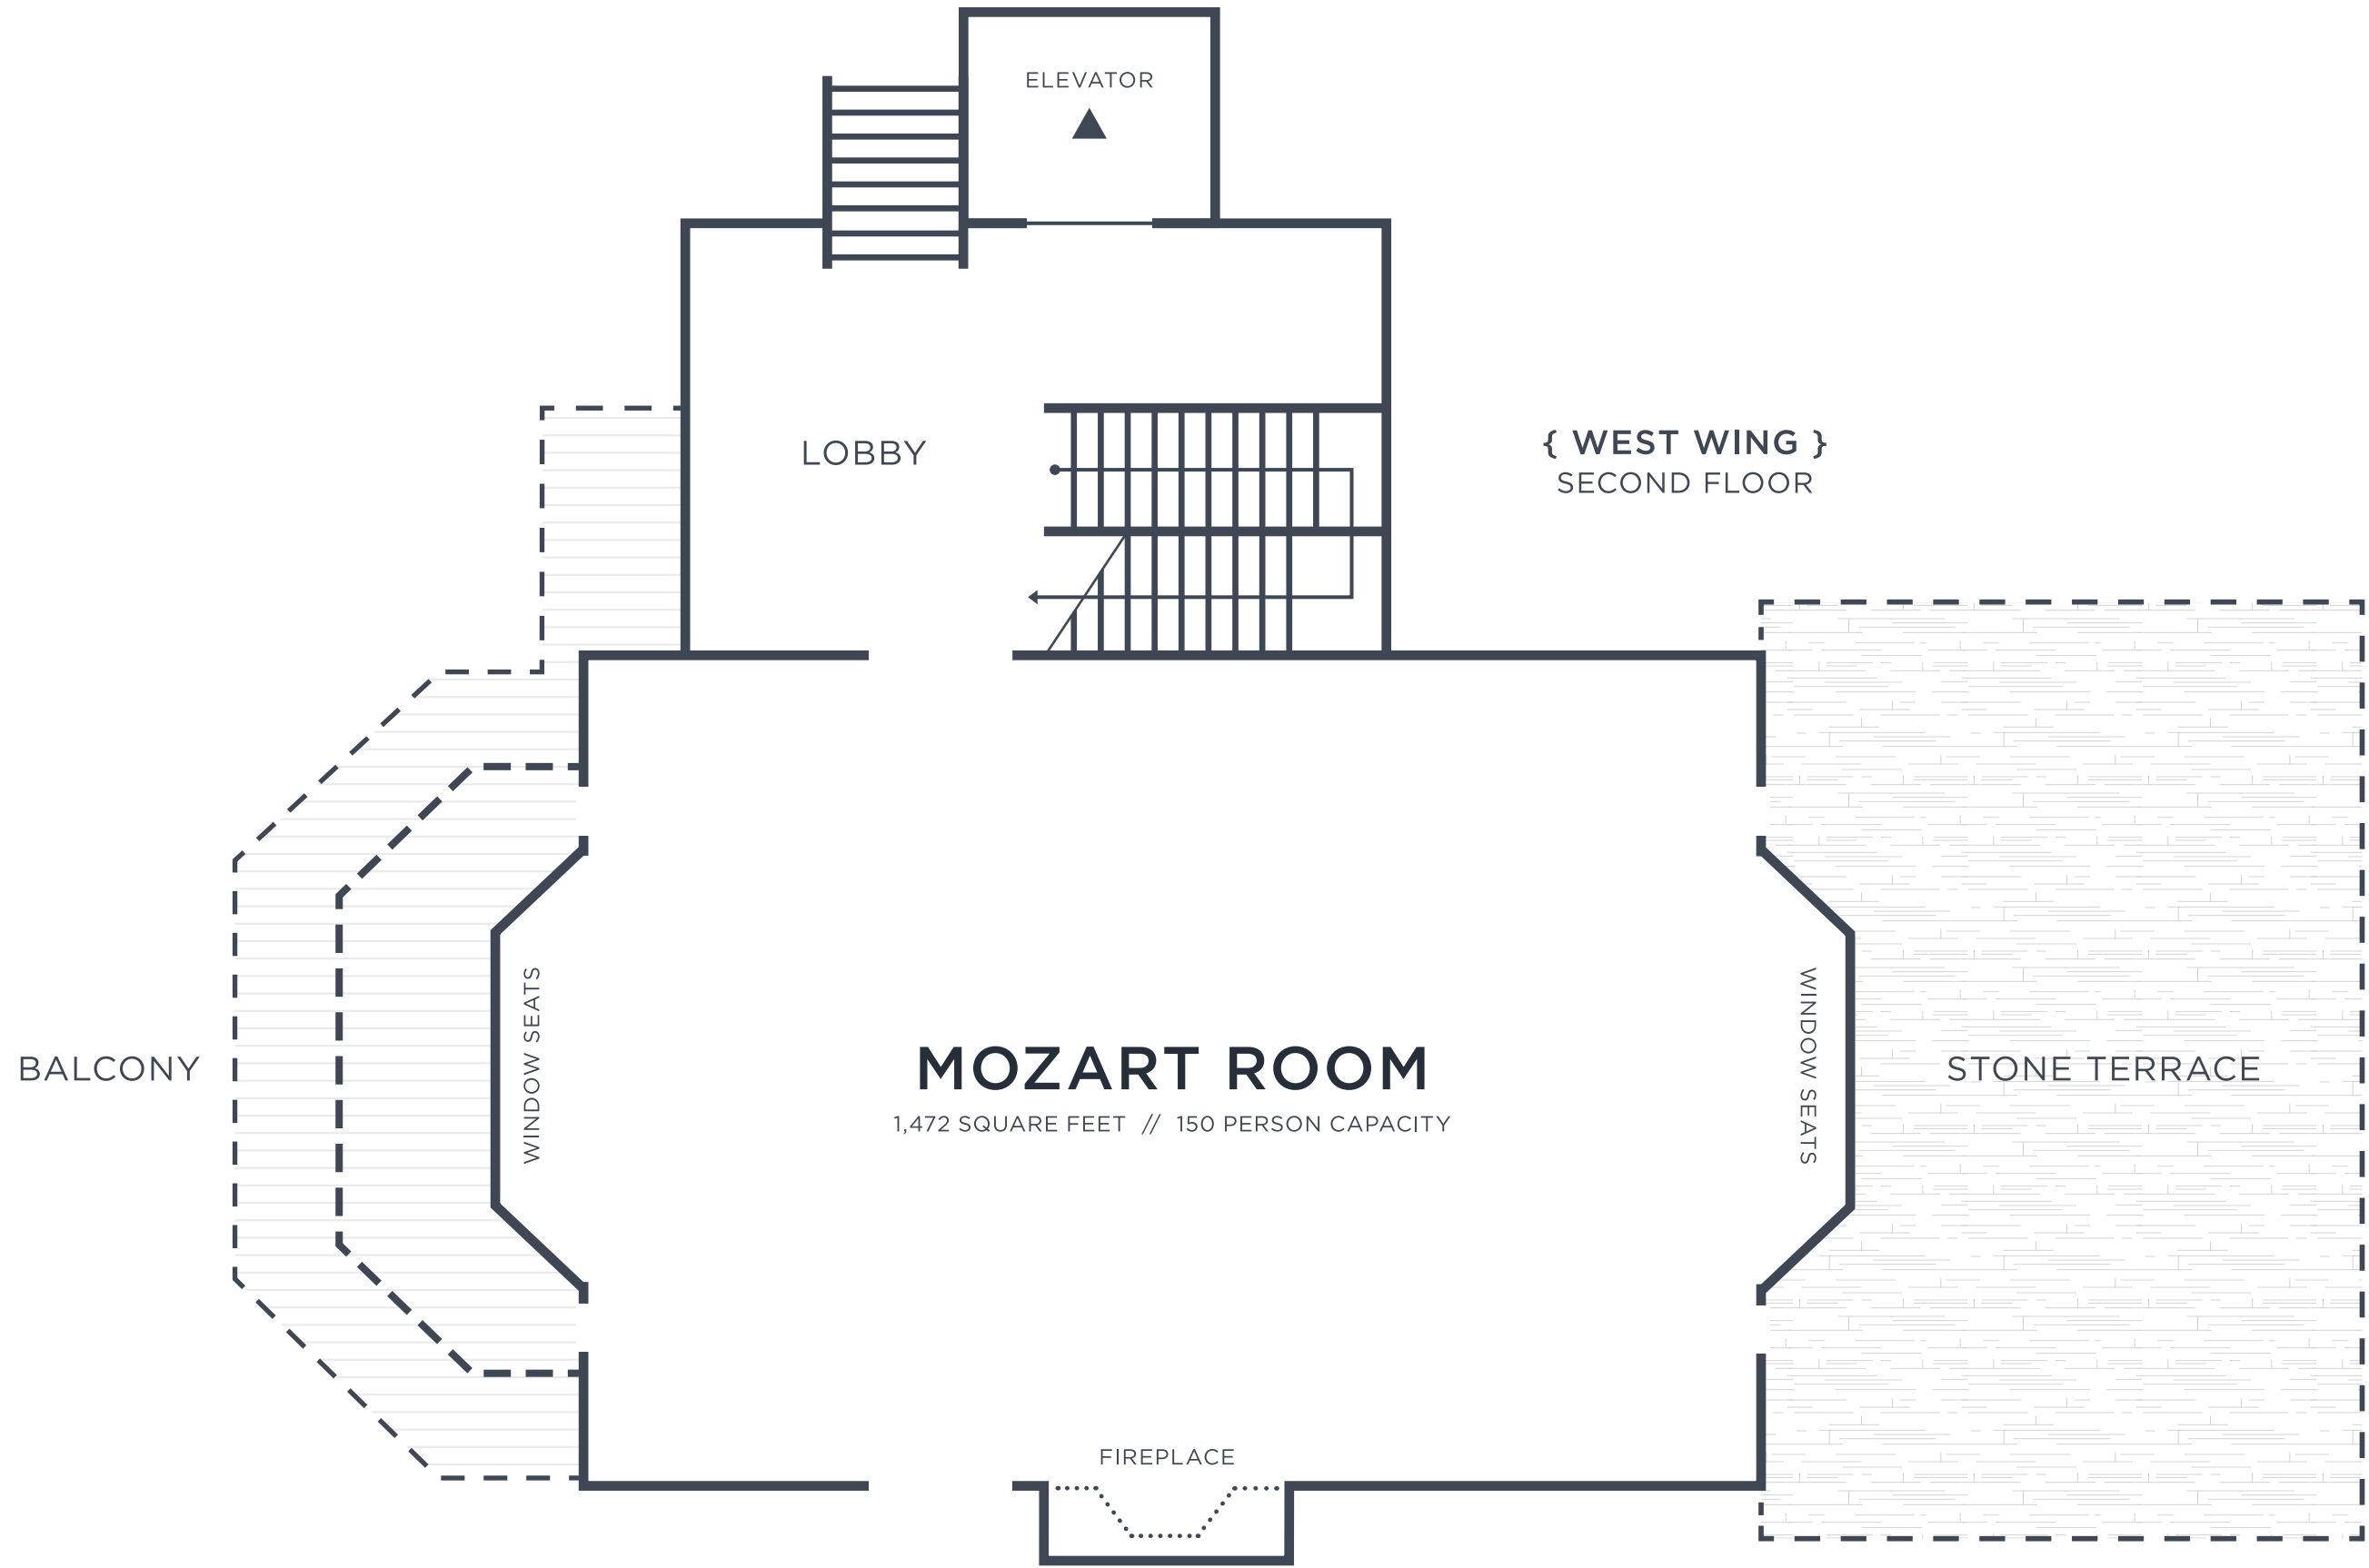 ELEVATOR
LOBBY
{ WEST WING }
SECOND FLOOR
BALCONY
WINDOW SEATS
MOZART ROOM
1,472 SQUARE FEET // 150 PERSON CAPACITY
WINDOW SEATS
STONE TERRACE
FIREPLACE